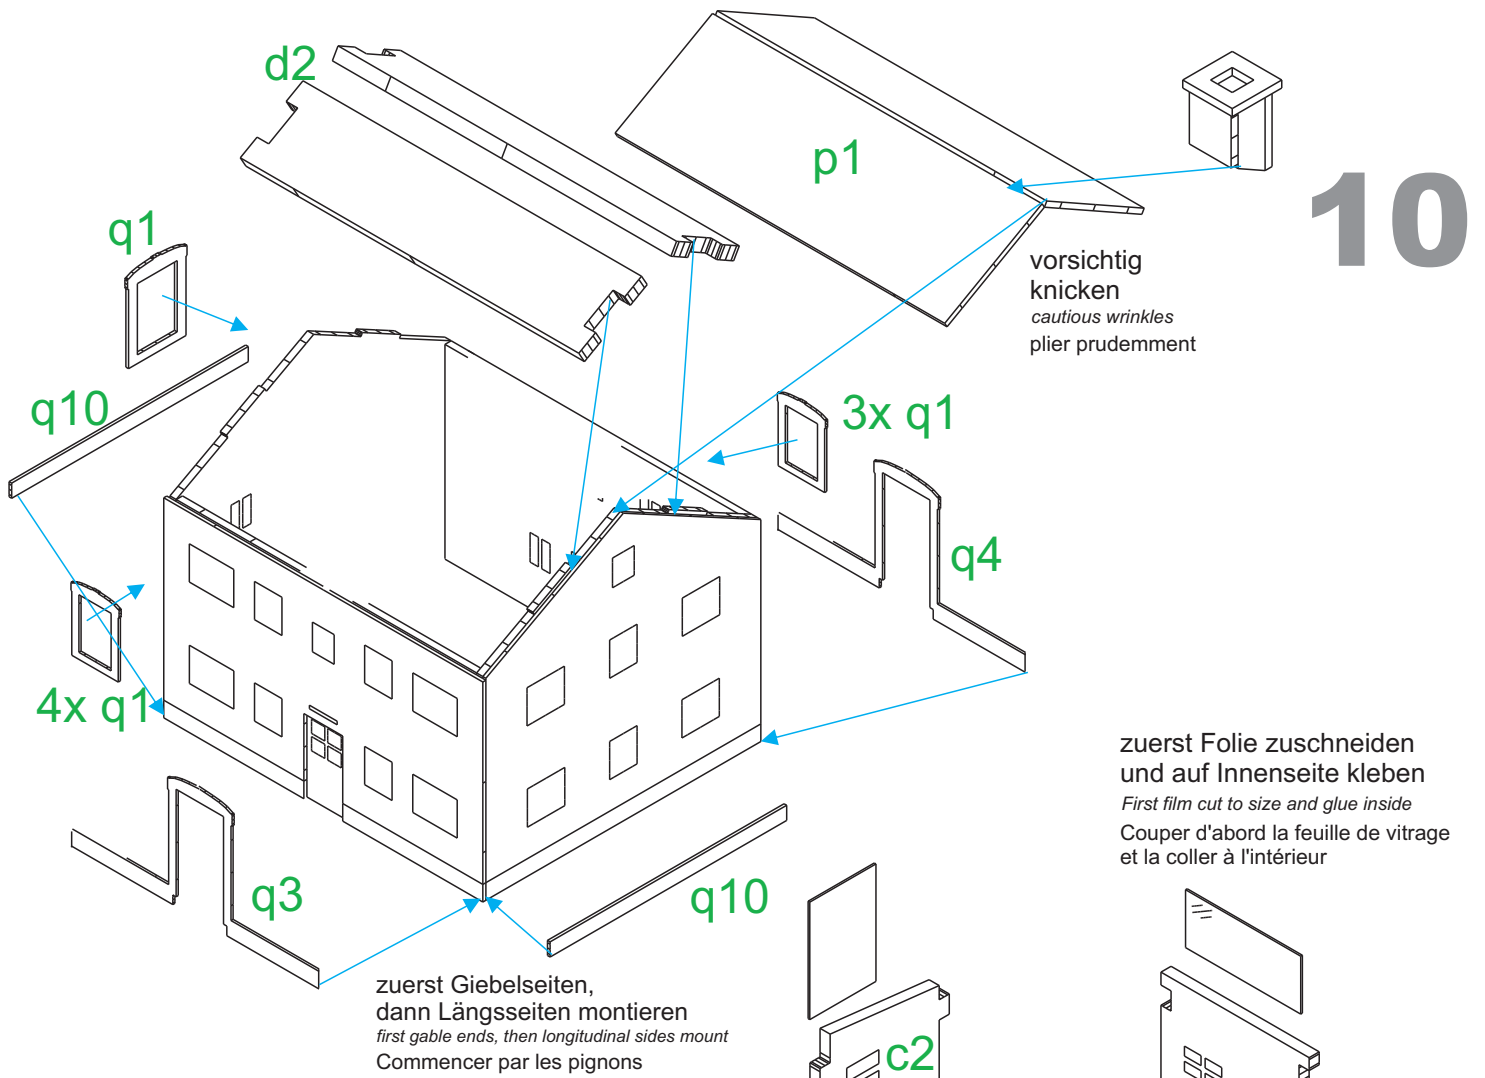 d2
p1
10
q1
vorsichtig
knicken
cautious wrinkles
plier prudemment
q10
3x q1
q4
4x q1
zuerst Folie zuschneiden
und auf Innenseite kleben
First film cut to size and glue inside
Couper d'abord la feuille de vitrage
et la coller à l'intérieur
q3
q10
zuerst Giebelseiten,
dann Längsseiten montieren
first gable ends, then longitudinal sides mount
Commencer par les pignons
c2